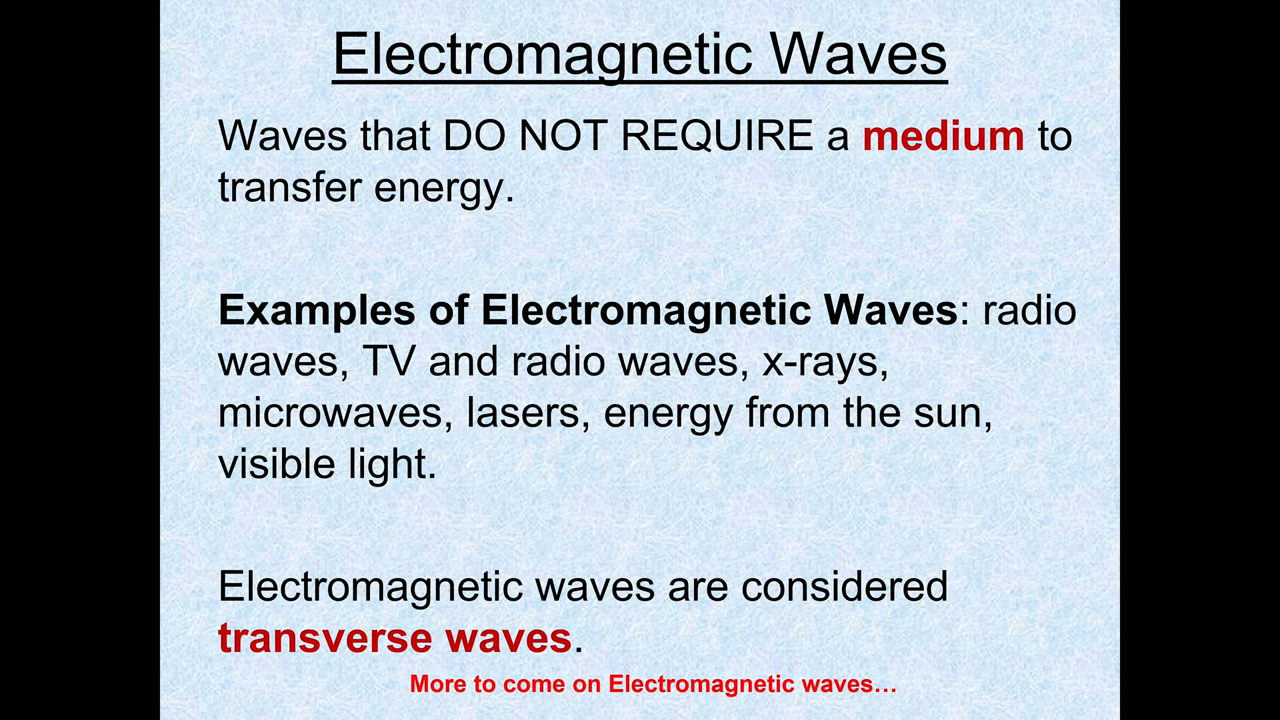 Electromagnetic Waves
Waves that DO NOT REQUIRE a medium to
transfer energy.
Examples of Electromagnetic Waves: radio
waves, TV and radio waves, x-rays,
microwaves, lasers, energy from the sun,
visible light.
Electromagnetic waves are considered
transverse waves.
More to come on Electromagnetic waves…